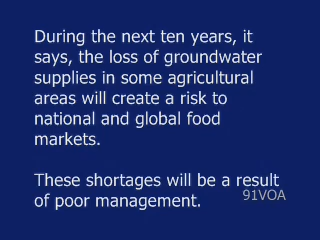 During the next ten years, it
says, the loss of groundwater
supplies in some agricultural
areas will create a risk to
national and global food
markets.
These shortages will be a result
of poor management.
91VOA